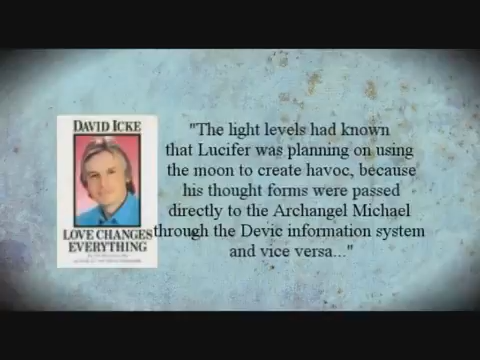 DAVID ICKE
LOVE CHANGES
EVERYTHING
"The light levels had known
that Lucifer was planning on using
the moon to create havoc, because
his thought forms were passed
directly to the Archangel Michael
through the Devic information system
and vice versa..."